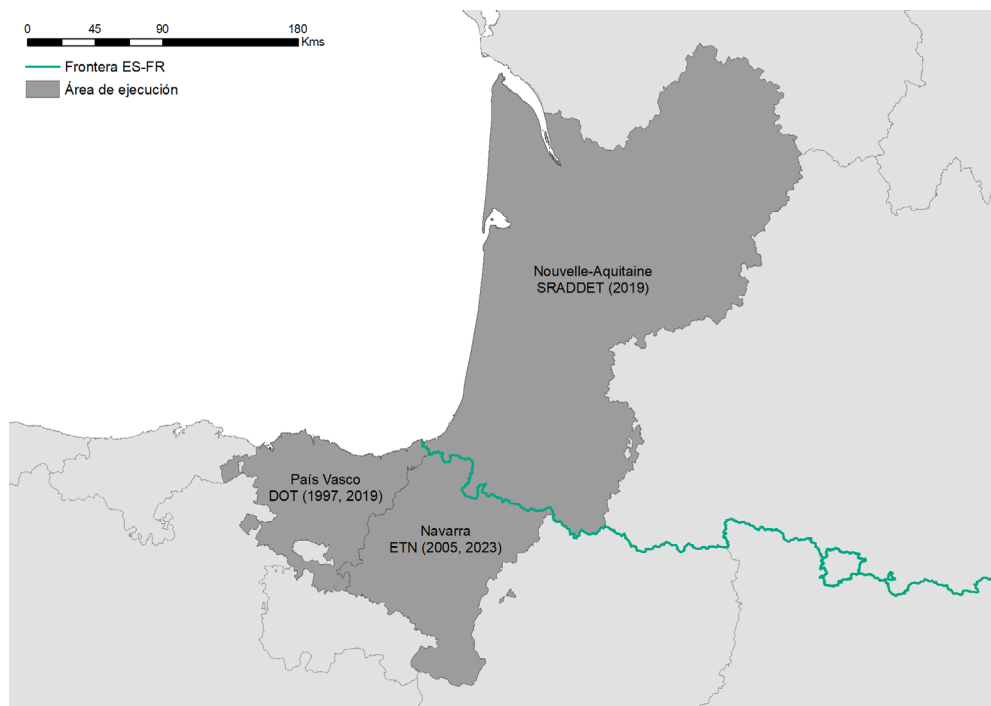 0 45 90 180
Kms
Frontera ES-FR
Área de ejecución
Nouvelle-Aquitaine
SRADDET (2019)
País Vasco
DOT (1997, 2019)
Navarra
ETN (2005, 2023)